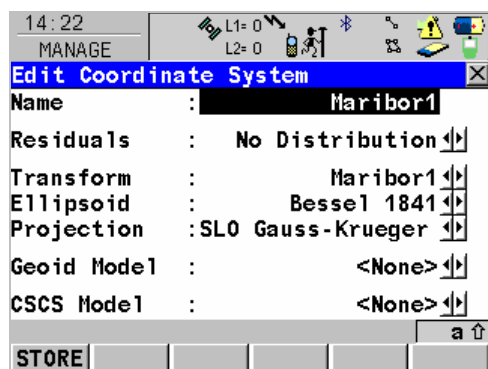 14:22
MANAGE
L1= 0
L2= 0
Edit Coordinate System
Name : Maribor1
Residuals : No Distribution
Transform : Maribor1
Ellipsoid : Bessel 1841
Projection :SLO Gauss-Krueger
Geoid Model : <None>
CSCS Model : <None>
a
STORE